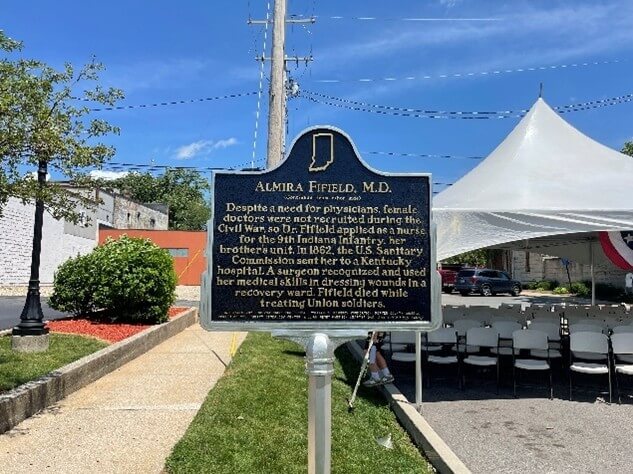 ALMIRA FIFIELD, M.D.
Despite a need for physicians, female
doctors were not recruited during the
Civil War, so Dr. Fifield applied as a nurse
for the 9th Indiana Infantry, her
brother's unit. In 1862, the U.S. Sanitary
Commission sent her to a Kentucky
hospital. A surgeon recognized and used
her medical skills in dressing wounds in a
recovery ward. Fifield died while
treating Union soldiers.